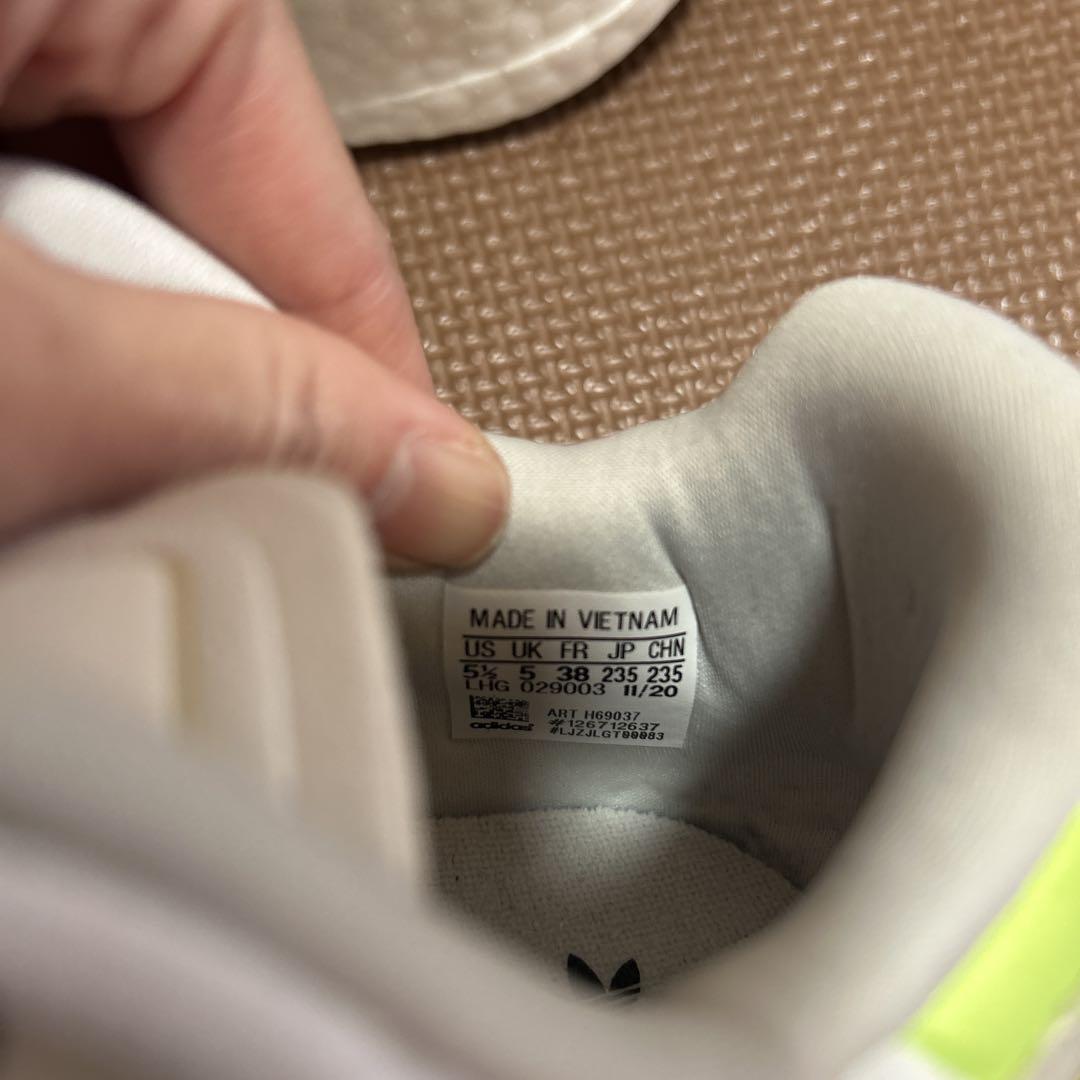 MADE IN VIETNAM
US UK FR JP CHN
5½ 5 38 235 235
LHG 029003 11/20
ART H69037
adidas #126712637
#LJZJLGT00083